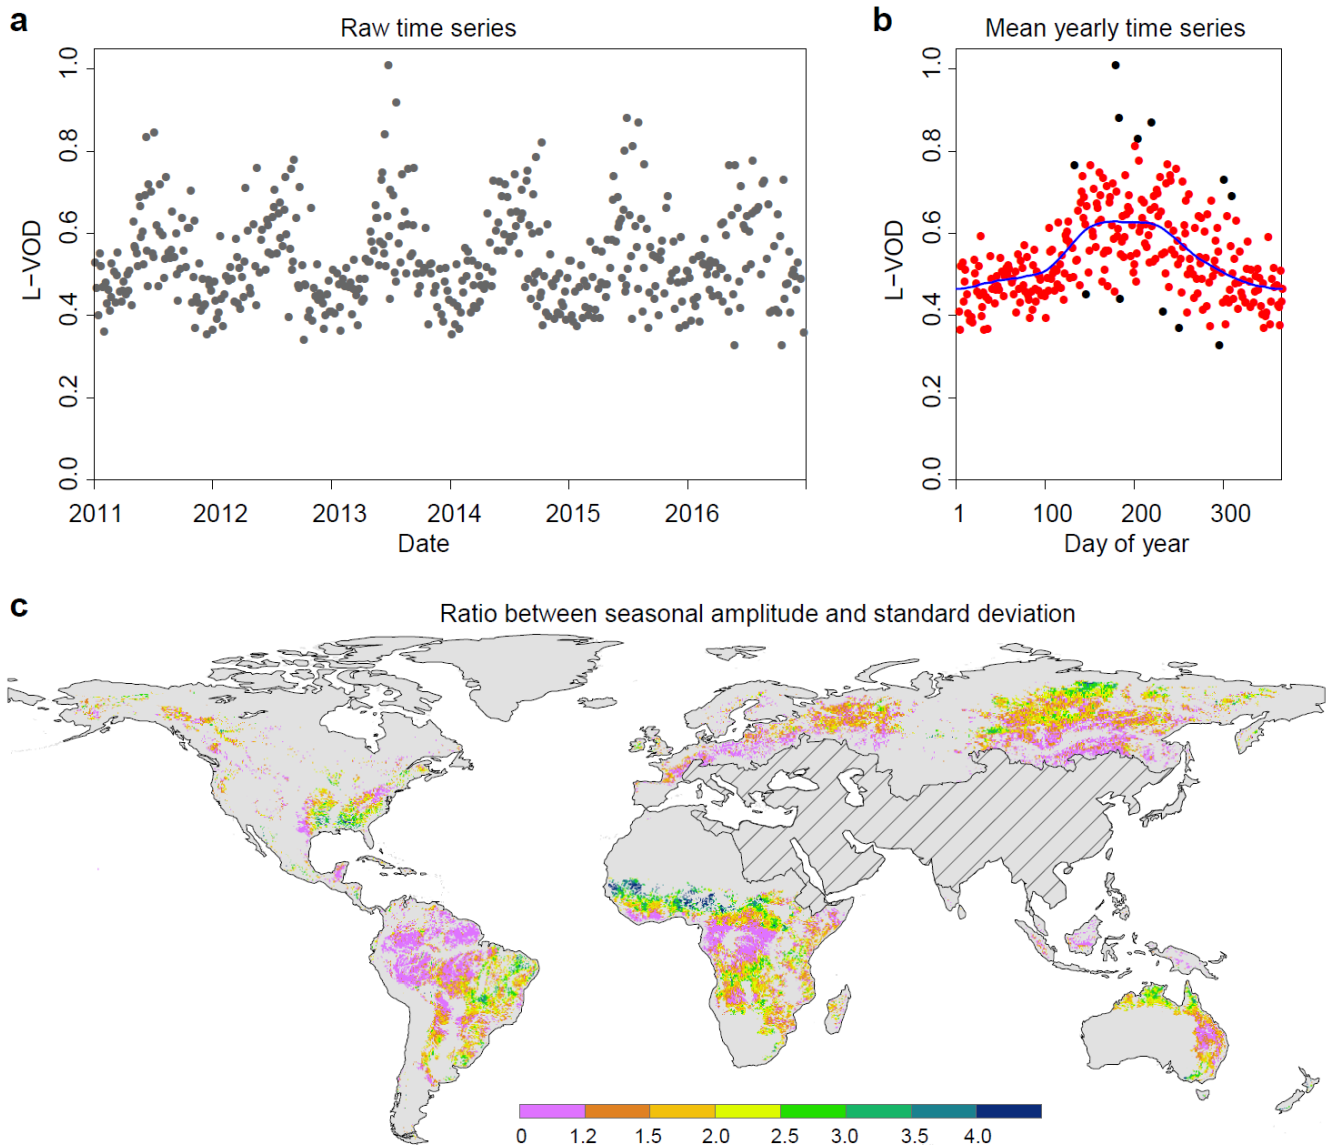 a
Raw time series
L-VOD
1.0
0.8
0.6
0.4
0.2
0.0
2011 2012 2013 2014 2015 2016
Date
b
Mean yearly time series
L-VOD
1.0
0.8
0.6
0.4
0.2
0.0
1 100 200 300
Day of year
c
Ratio between seasonal amplitude and standard deviation
0 1.2 1.5 2.0 2.5 3.0 3.5 4.0